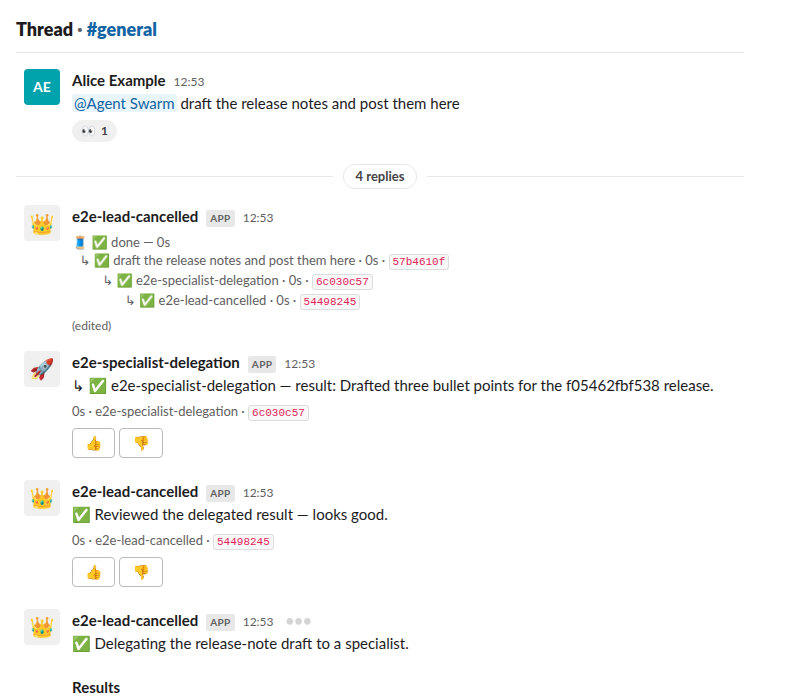 Thread • #general
AE
Alice Example 12:53
@Agent Swarm draft the release notes and post them here
👀 1
4 replies
e2e-lead-cancelled APP 12:53
🧵 ✅ done — 0s
↳ ✅ draft the release notes and post them here · 0s · 57b4610f
↳ ✅ e2e-specialist-delegation · 0s · 6c030c57
↳ ✅ e2e-lead-cancelled · 0s · 54498245
(edited)
e2e-specialist-delegation APP 12:53
↳ ✅ e2e-specialist-delegation — result: Drafted three bullet points for the f05462fbf538 release.
0s · e2e-specialist-delegation · 6c030c57
👍 👎
e2e-lead-cancelled APP 12:53
✅ Reviewed the delegated result — looks good.
0s · e2e-lead-cancelled · 54498245
👍 👎
e2e-lead-cancelled APP 12:53
✅ Delegating the release-note draft to a specialist.
Results